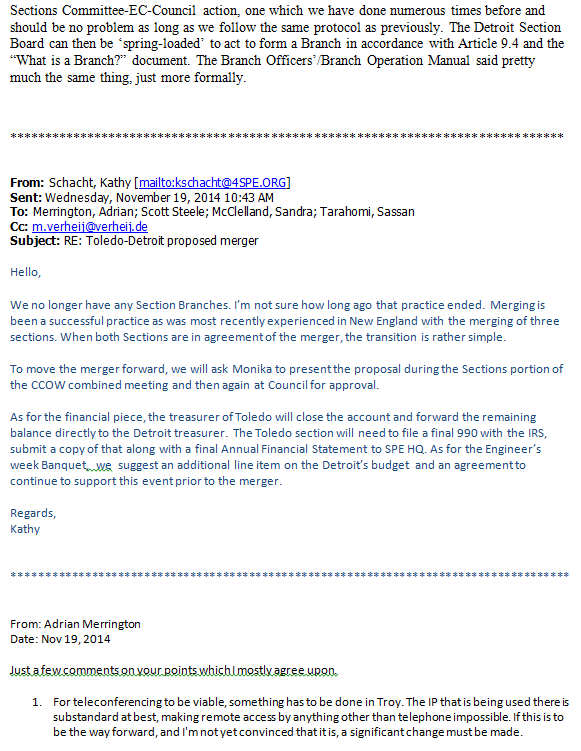 Sections Committee-EC-Council action, one which we have done numerous times before and
should be no problem as long as we follow the same protocol as previously. The Detroit Section
Board can then be ‘spring-loaded’ to act to form a Branch in accordance with Article 9.4 and the
“What is a Branch?” document. The Branch Officers’/Branch Operation Manual said pretty
much the same thing, just more formally.
*******************************************************************************
From: Schacht, Kathy [mailto:kschacht@4SPE.ORG]
Sent: Wednesday, November 19, 2014 10:43 AM
To: Merrington, Adrian; Scott Steele; McClelland, Sandra; Tarahomi, Sassan
Cc: m.verheij@verheij.de
Subject: RE: Toledo-Detroit proposed merger
Hello,
We no longer have any Section Branches. I’m not sure how long ago that practice ended. Merging is
been a successful practice as was most recently experienced in New England with the merging of three
sections. When both Sections are in agreement of the merger, the transition is rather simple.
To move the merger forward, we will ask Monika to present the proposal during the Sections portion of
the CCOW combined meeting and then again at Council for approval.
As for the financial piece, the treasurer of Toledo will close the account and forward the remaining
balance directly to the Detroit treasurer. The Toledo section will need to file a final 990 with the IRS,
submit a copy of that along with a final Annual Financial Statement to SPE HQ. As for the Engineer’s
week Banquet, we suggest an additional line item on the Detroit’s budget and an agreement to
continue to support this event prior to the merger.
Regards,
Kathy
*************************************************************************************
From: Adrian Merrington
Date: Nov 19, 2014
Just a few comments on your points which I mostly agree upon.
1. For teleconferencing to be viable, something has to be done in Troy. The IP that is being used there is
substandard at best, making remote access by anything other than telephone impossible. If this is to
be the way forward, and I'm not yet convinced that it is, a significant change must be made.